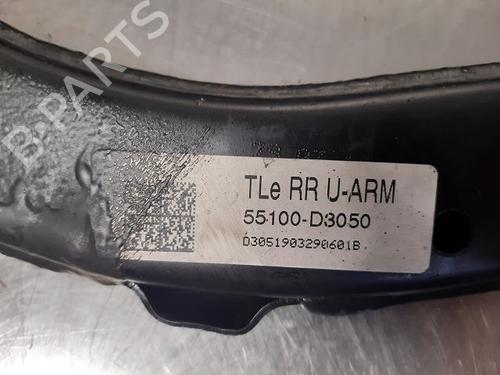 B-PARTS
TLe RR U-ARM
55100-D3050
D3051903290601B